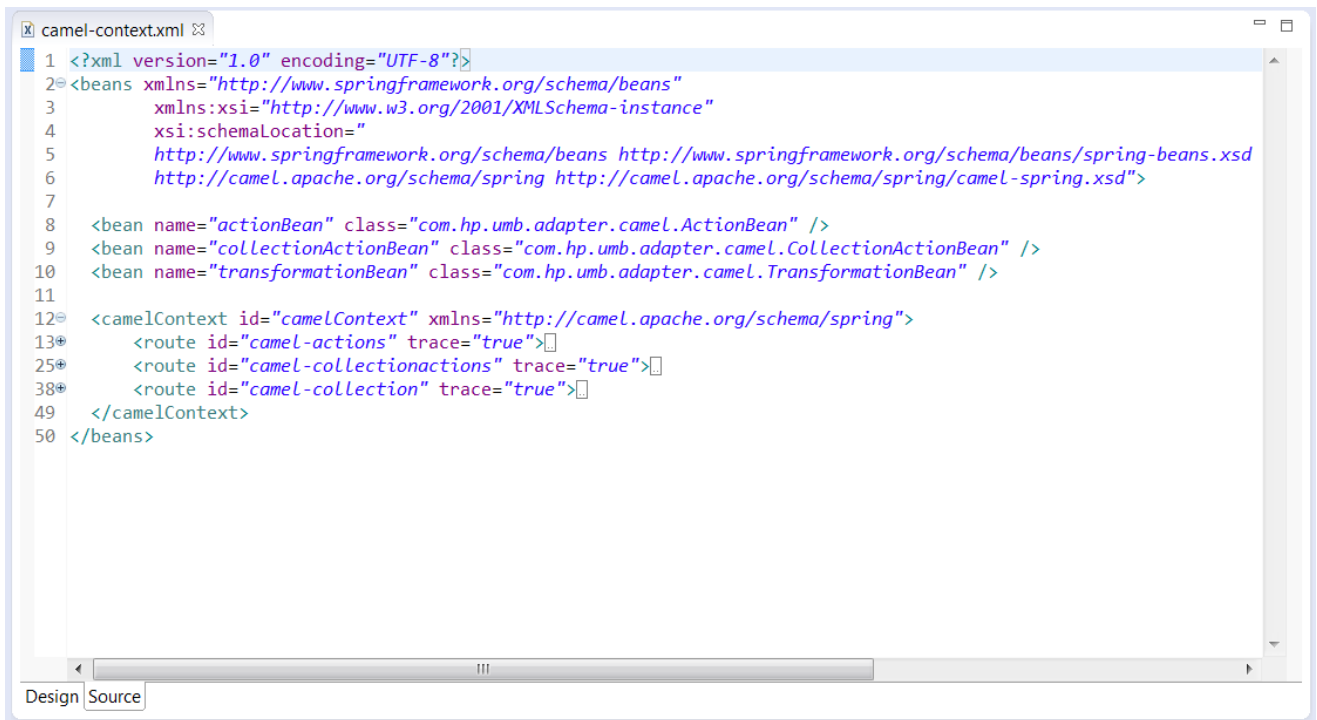 camel-context.xml
1 <?xml version="1.0" encoding="UTF-8"?>
2 <beans xmlns="http://www.springframework.org/schema/beans"
3 xmlns:xsi="http://www.w3.org/2001/XMLSchema-instance"
4 xsi:schemaLocation="
5 http://www.springframework.org/schema/beans http://www.springframework.org/schema/beans/spring-beans.xsd
6 http://camel.apache.org/schema/spring http://camel.apache.org/schema/spring/camel-spring.xsd">
7
8 <bean name="actionBean" class="com.hp.umb.adapter.camel.ActionBean" />
9 <bean name="collectionActionBean" class="com.hp.umb.adapter.camel.CollectionActionBean" />
10 <bean name="transformationBean" class="com.hp.umb.adapter.camel.TransformationBean" />
11
12 <camelContext id="camelContext" xmlns="http://camel.apache.org/schema/spring">
13 <route id="camel-actions" trace="true">
25 <route id="camel-collectionactions" trace="true">
38 <route id="camel-collection" trace="true">
49 </camelContext>
50 </beans>
Design Source